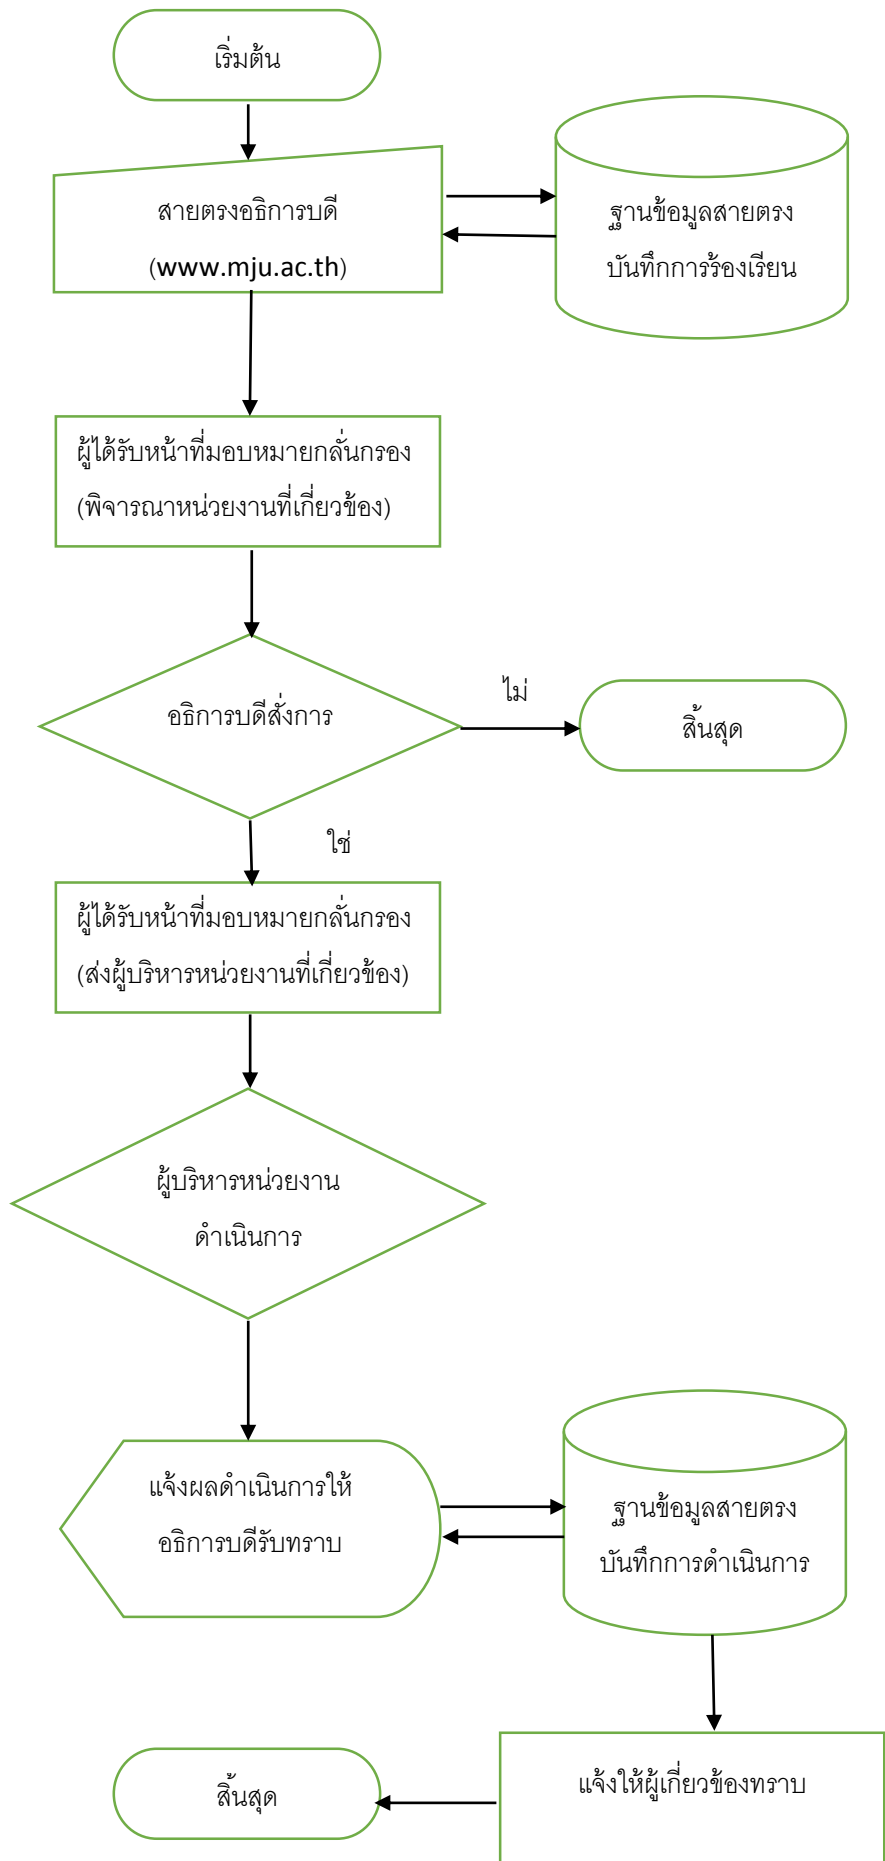 เริ่มต้น
สายตรงอธิการบดี
(www.mju.ac.th)
ฐานข้อมูลสายตรง
บันทึกการร้องเรียน
ผู้ได้รับหน้าที่มอบหมายกลั่นกรอง
(พิจารณาหน่วยงานที่เกี่ยวข้อง)
อธิการบดีสั่งการ
ไม่
สิ้นสุด
ใช่
ผู้ได้รับหน้าที่มอบหมายกลั่นกรอง
(ส่งผู้บริหารหน่วยงานที่เกี่ยวข้อง)
ผู้บริหารหน่วยงาน
ดำเนินการ
แจ้งผลดำเนินการให้
อธิการบดีรับทราบ
ฐานข้อมูลสายตรง
บันทึกการดำเนินการ
แจ้งให้ผู้เกี่ยวข้องทราบ
สิ้นสุด